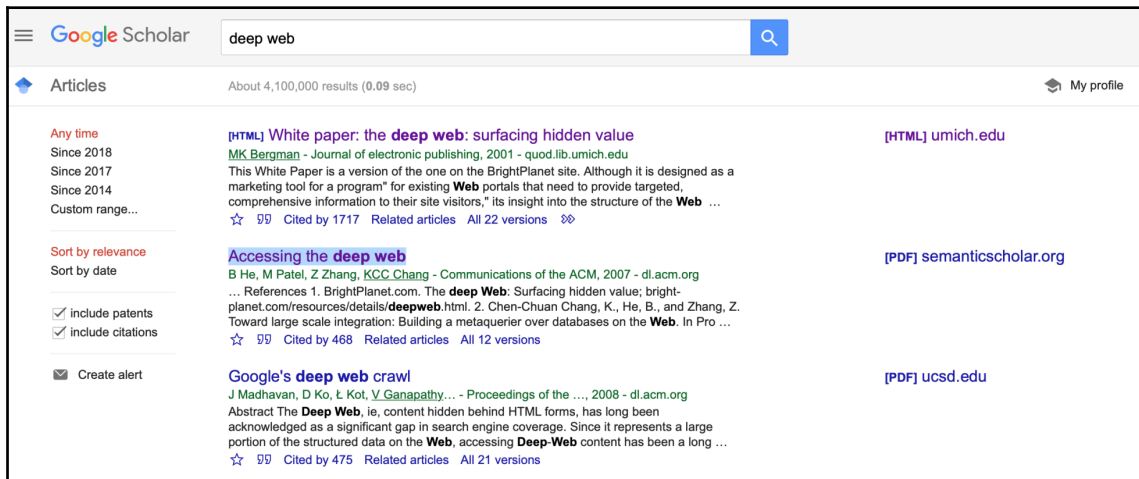 Google Scholar
deep web
Articles
About 4,100,000 results (0.09 sec)
My profile
Any time
Since 2018
Since 2017
Since 2014
Custom range...
Sort by relevance
Sort by date
include patents
include citations
Create alert
[HTML] White paper: the deep web: surfacing hidden value
MK Bergman - Journal of electronic publishing, 2001 - quod.lib.umich.edu
This White Paper is a version of the one on the BrightPlanet site. Although it is designed as a
marketing tool for a program" for existing Web portals that need to provide targeted,
comprehensive information to their site visitors," its insight into the structure of the Web ...
Cited by 1717 Related articles All 22 versions
[HTML] umich.edu
Accessing the deep web
B He, M Patel, Z Zhang, KCC Chang - Communications of the ACM, 2007 - dl.acm.org
... References 1. BrightPlanet.com. The deep Web: Surfacing hidden value; bright-
planet.com/resources/details/deepweb.html. 2. Chen-Chuan Chang, K., He, B., and Zhang, Z.
Toward large scale integration: Building a metaquerier over databases on the Web. In Pro ...
Cited by 468 Related articles All 12 versions
[PDF] semanticscholar.org
Google's deep web crawl
J Madhavan, D Ko, Ł Kot, V Ganapathy... - Proceedings of the ..., 2008 - dl.acm.org
Abstract The Deep Web, ie, content hidden behind HTML forms, has long been
acknowledged as a significant gap in search engine coverage. Since it represents a large
portion of the structured data on the Web, accessing Deep-Web content has been a long ...
Cited by 475 Related articles All 21 versions
[PDF] ucsd.edu